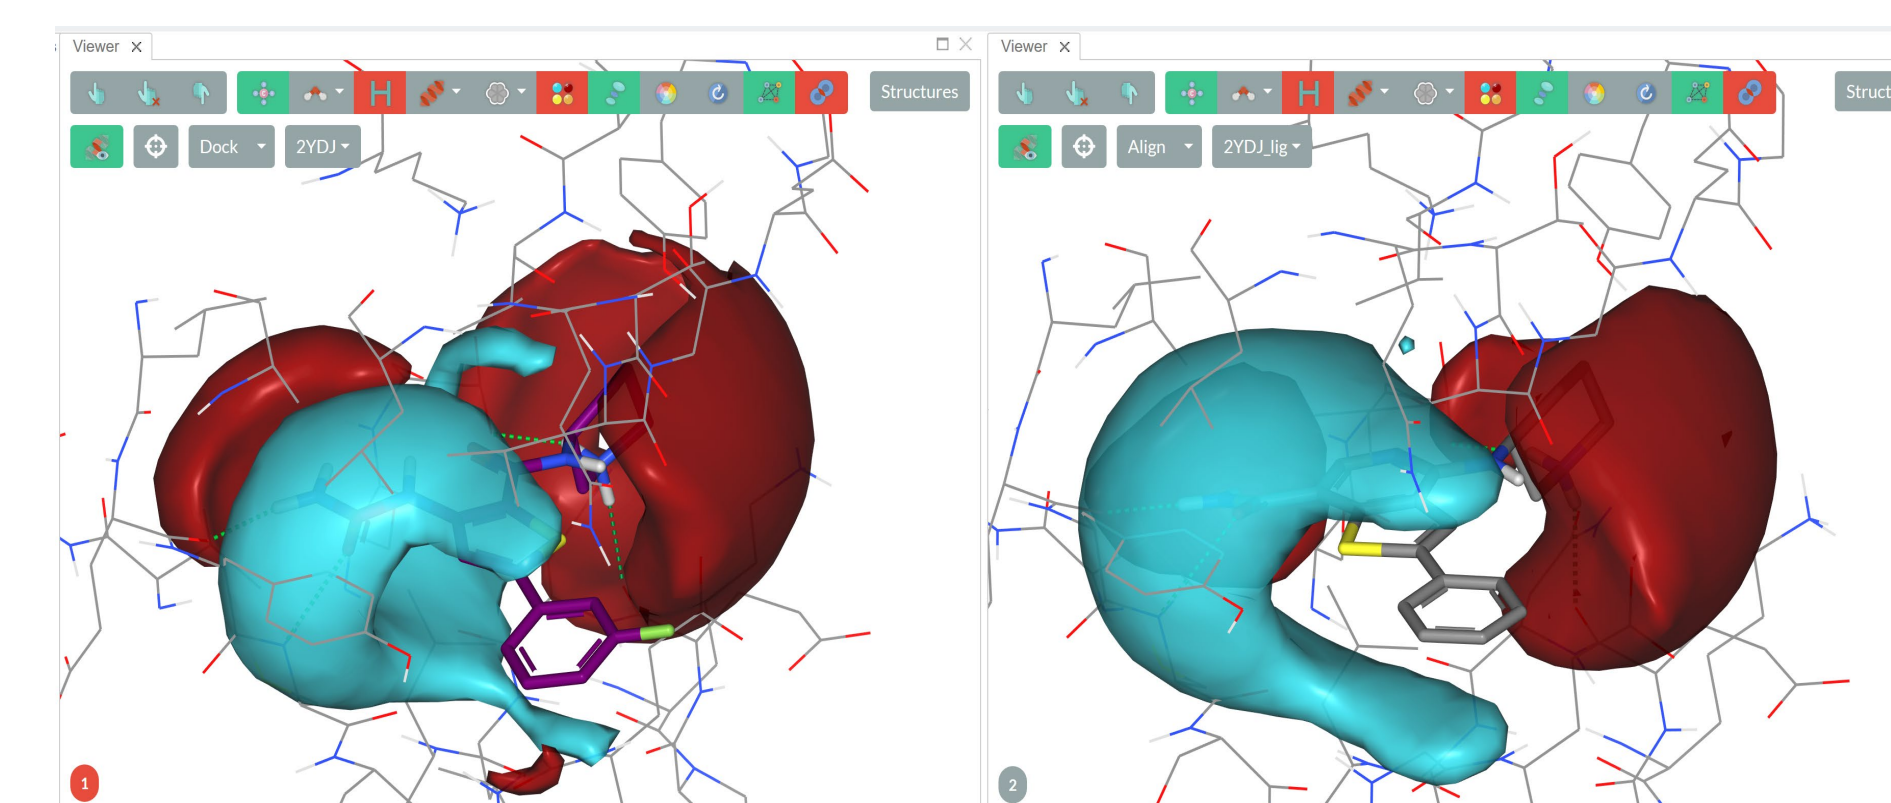 Viewer
Viewer
Structures
Struct
Dock
2YDJ
Align
2YDJ_lig
1
2